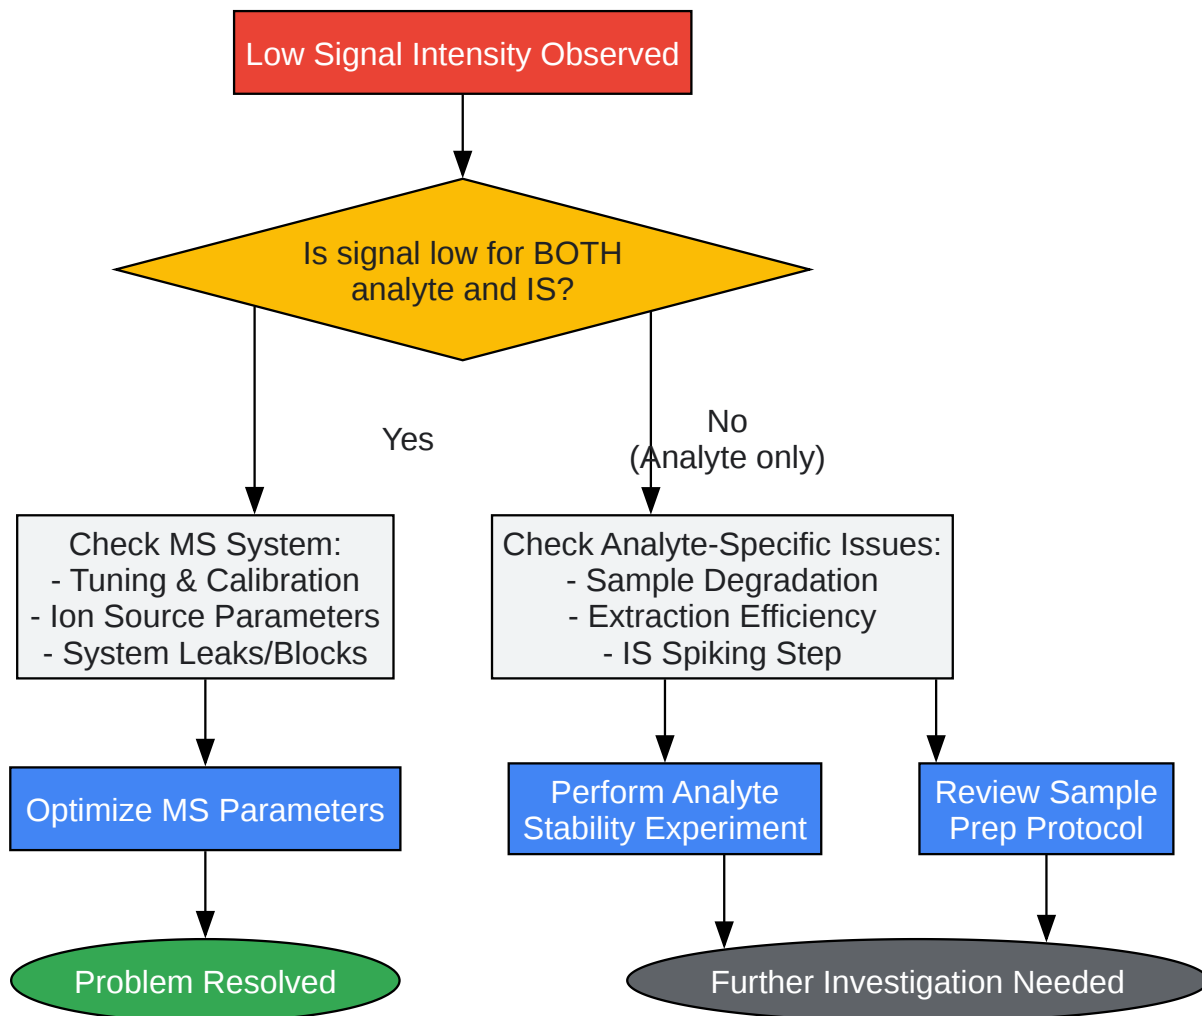 Low Signal Intensity Observed
Is signal low for BOTH
analyte and IS?
Yes
No
(Analyte only)
Check MS System:
- Tuning & Calibration
- Ion Source Parameters
- System Leaks/Blocks
Check Analyte-Specific Issues:
- Sample Degradation
- Extraction Efficiency
- IS Spiking Step
Optimize MS Parameters
Perform Analyte
Stability Experiment
Review Sample
Prep Protocol
Problem Resolved
Further Investigation Needed